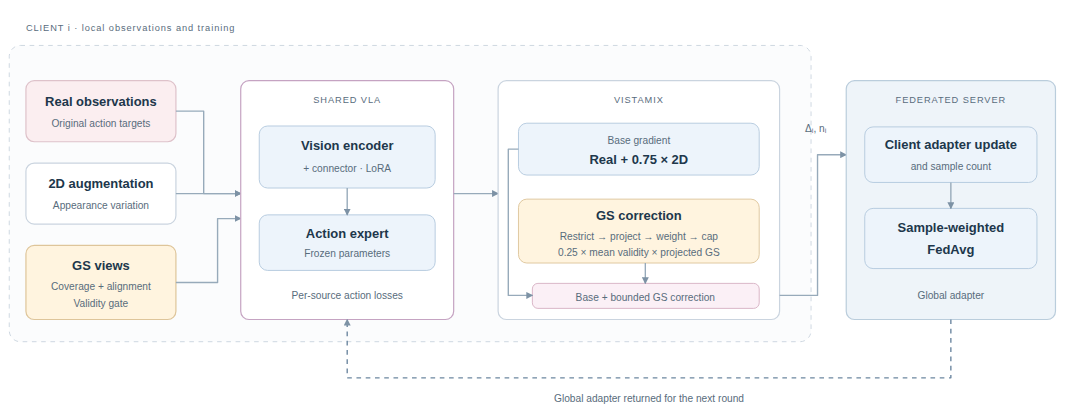 CLIENT i · local observations and training
Real observations
Original action targets
2D augmentation
Appearance variation
GS views
Coverage + alignment
Validity gate
SHARED VLA
Vision encoder
+ connector · LoRA
Action expert
Frozen parameters
Per-source action losses
VISTAMIX
Base gradient
Real + 0.75 × 2D
GS correction
Restrict → project → weight → cap
0.25 × mean validity × projected GS
Base + bounded GS correction
Δᵢ, nᵢ
FEDERATED SERVER
Client adapter update
and sample count
Sample-weighted
FedAvg
Global adapter
Global adapter returned for the next round